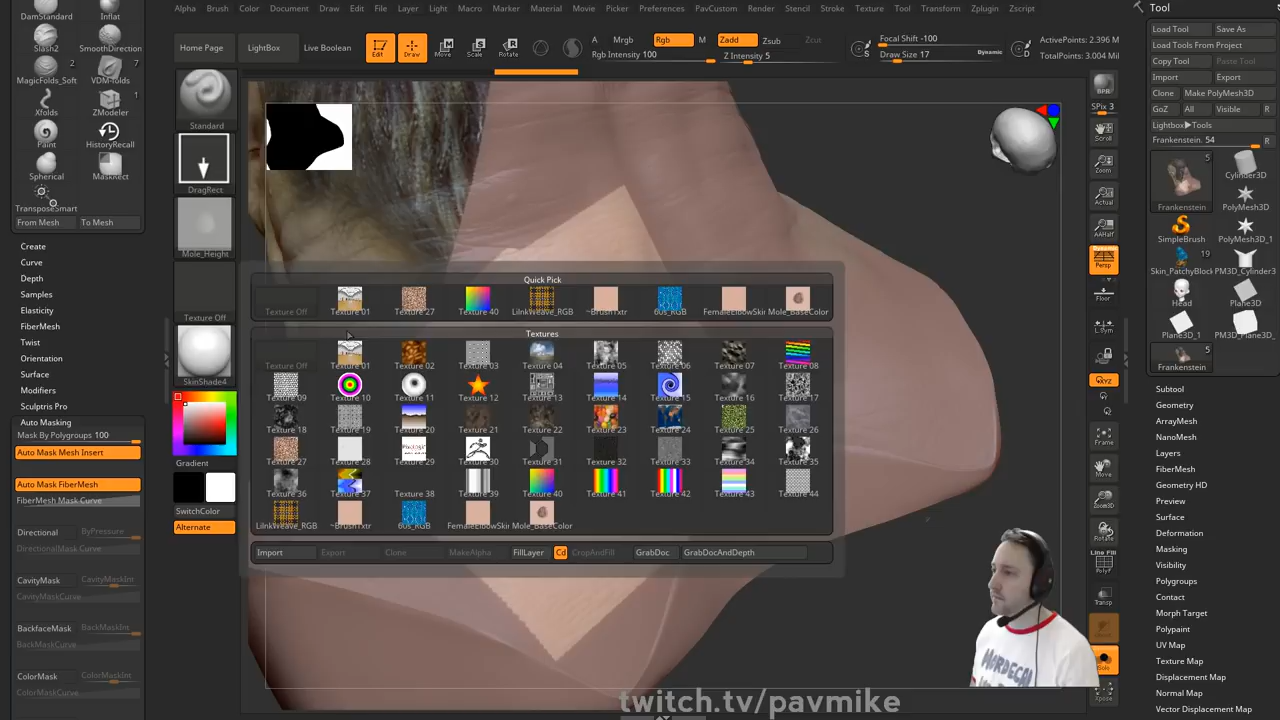 Alpha Brush Color Document Draw Edit File Layer Light Macro Marker Material Movie Picker Preferences PavCustom Render Stencil Stroke Texture Tool Transform Zplugin Zscript
Tool
DamStandard Inflat
Slash2 SmoothDirection
MagicFolds_Soft VDM-folds
Xfolds ZModeler
Paint HistoryRecall
Spherical MaskRect
TransposeSmart
From Mesh To Mesh
Create
Curve
Depth
Samples
Elasticity
FiberMesh
Twist
Orientation
Surface
Modifiers
Sculptris Pro
Auto Masking
Mask By Polygroups 100
Auto Mask Mesh Insert
Auto Mask FiberMesh
FiberMesh Mask Curve
Directional ByPressure
DirectionalMask Curve
CavityMask CavityMaskInt
CavityMaskCurve
BackfaceMask BackMaskInt
BackMaskCurve
ColorMask ColorMaskInt
ColorMaskCurve
Home Page LightBox Live Boolean
Edit Draw Move Scale Rotate
A Mrgb Rgb M Zadd Zsub
Rgb Intensity 100 Z Intensity 5
Focal Shift -100
Draw Size 17 Dynamic
ActivePoints: 2.396 M
TotalPoints: 3.004 Mil
Standard
DragRect
Mole_Height
Texture Off
SkinShade4
Gradient
SwitchColor
Alternate
Quick Pick
Texture Off Texture 01 Texture 27 Texture 40 LilnkWeave_RGB ~BrushTxtr 60s_RGB FemaleElbowSkin Mole_BaseColor
Textures
Texture Off Texture 01 Texture 02 Texture 03 Texture 04 Texture 05 Texture 06 Texture 07 Texture 08
Texture 09 Texture 10 Texture 11 Texture 12 Texture 13 Texture 14 Texture 15 Texture 16 Texture 17
Texture 18 Texture 19 Texture 20 Texture 21 Texture 22 Texture 23 Texture 24 Texture 25 Texture 26
Texture 27 Texture 28 Texture 29 Texture 30 Texture 31 Texture 32 Texture 33 Texture 34 Texture 35
Texture 36 Texture 37 Texture 38 Texture 39 Texture 40 Texture 41 Texture 42 Texture 43 Texture 44
LilnkWeave_RGB ~BrushTxtr 60s_RGB FemaleElbowSkin Mole_BaseColor
Import Export Clone MakeAlpha FillLayer Cd CropAndFill GrabDoc GrabDocAndDepth
BPR
SPix 3
Scroll
Zoom
Actual
AAHalf
Dynamic
Persp
Floor
L.Sym
XYZ
Frame
Move
Zoom3D
Rotate
Line Fill
PolyF
Transp
Solo
Xpose
Load Tool Save As
Load Tools From Project
Copy Tool Paste Tool
Import Export
Clone Make PolyMesh3D
GoZ All Visible R
Lightbox▶Tools
Frankenstein. 54 R
5
Frankenstein Cylinder3D
PolyMesh3D
SimpleBrush PolyMesh3D_1
19
Skin_PatchyBlock PM3D_Cylinder3
Head Plane3D
Plane3D_1 PM3D_Plane3D_
5
Frankenstein
Subtool
Geometry
ArrayMesh
NanoMesh
Layers
FiberMesh
Geometry HD
Preview
Surface
Deformation
Masking
Visibility
Polygroups
Contact
Morph Target
Polypaint
UV Map
Texture Map
Displacement Map
Normal Map
Vector Displacement Map
twitch.tv/pavmike